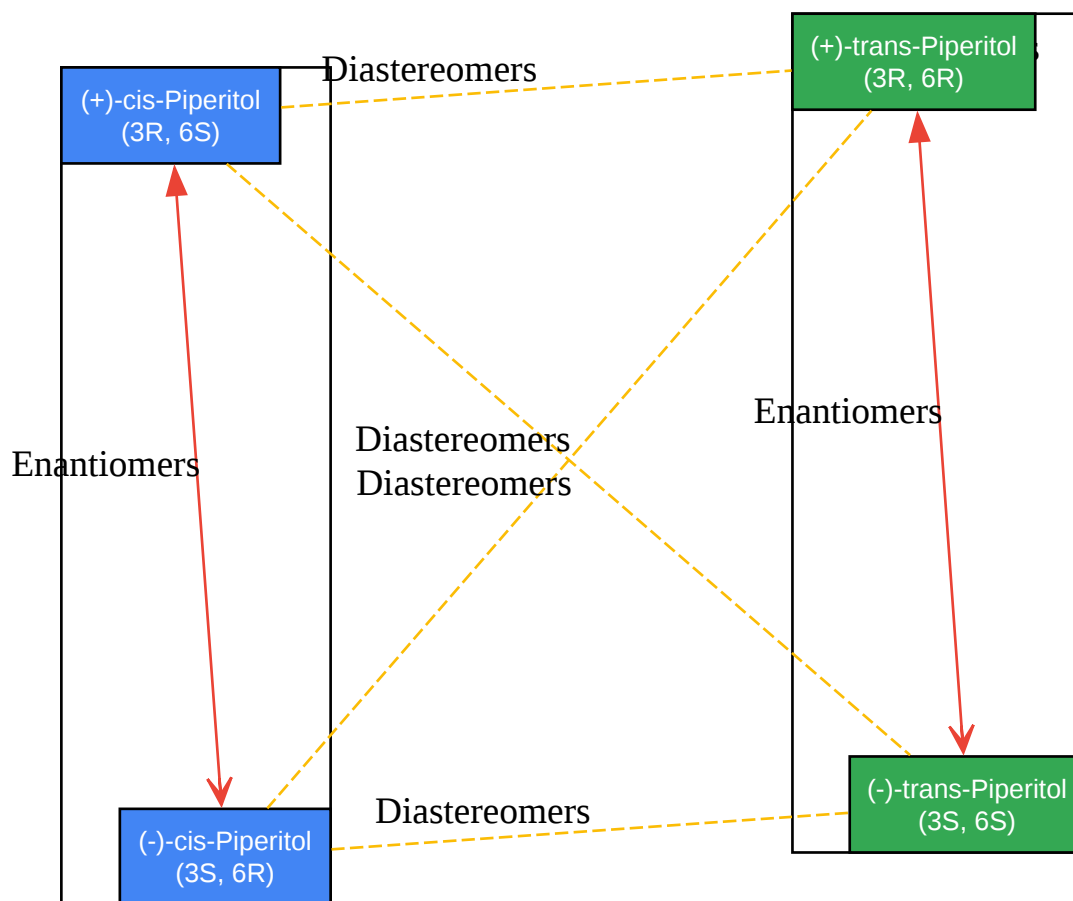 (+)-trans-Piperitol
(3R, 6R)
Diastereomers
(+)-cis-Piperitol
(3R, 6S)
Enantiomers
Diastereomers
Enantiomers
Diastereomers
(-)-trans-Piperitol
(3S, 6S)
Diastereomers
(-)-cis-Piperitol
(3S, 6R)